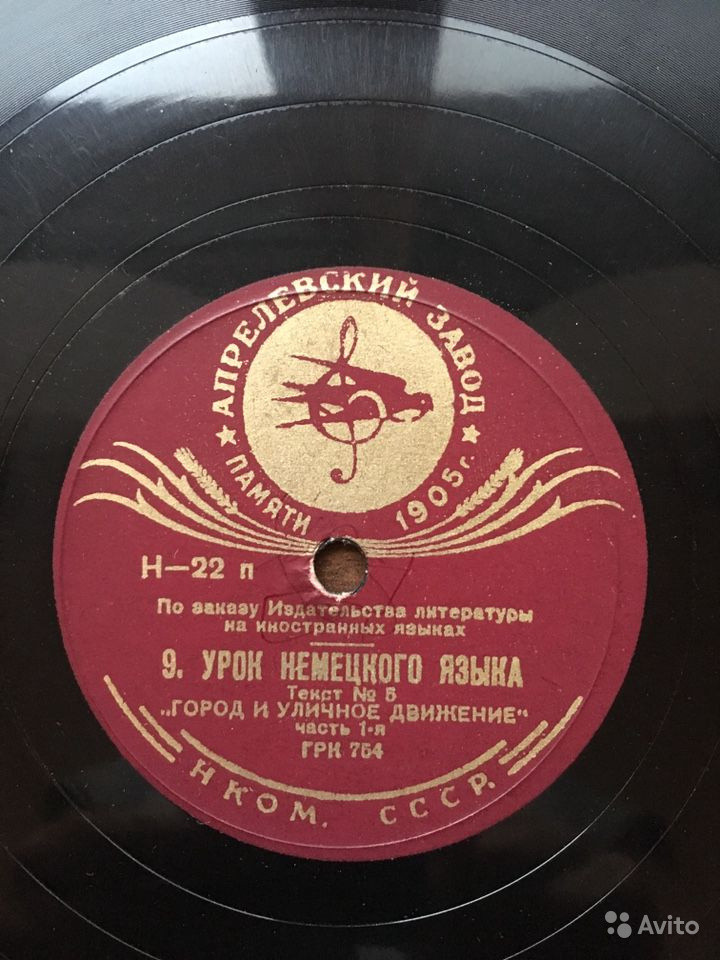 ★ АПРЕЛЕВСКИЙ ЗАВОД ★
ПАМЯТИ 1905 г.
Н—22 п
По заказу Издательства литературы
на иностранных языках
9. УРОК НЕМЕЦКОГО ЯЗЫКА
Текст № 5
„ГОРОД И УЛИЧНОЕ ДВИЖЕНИЕ"
часть 1-я
ГРК 754
НКОМ. СССР.
Avito